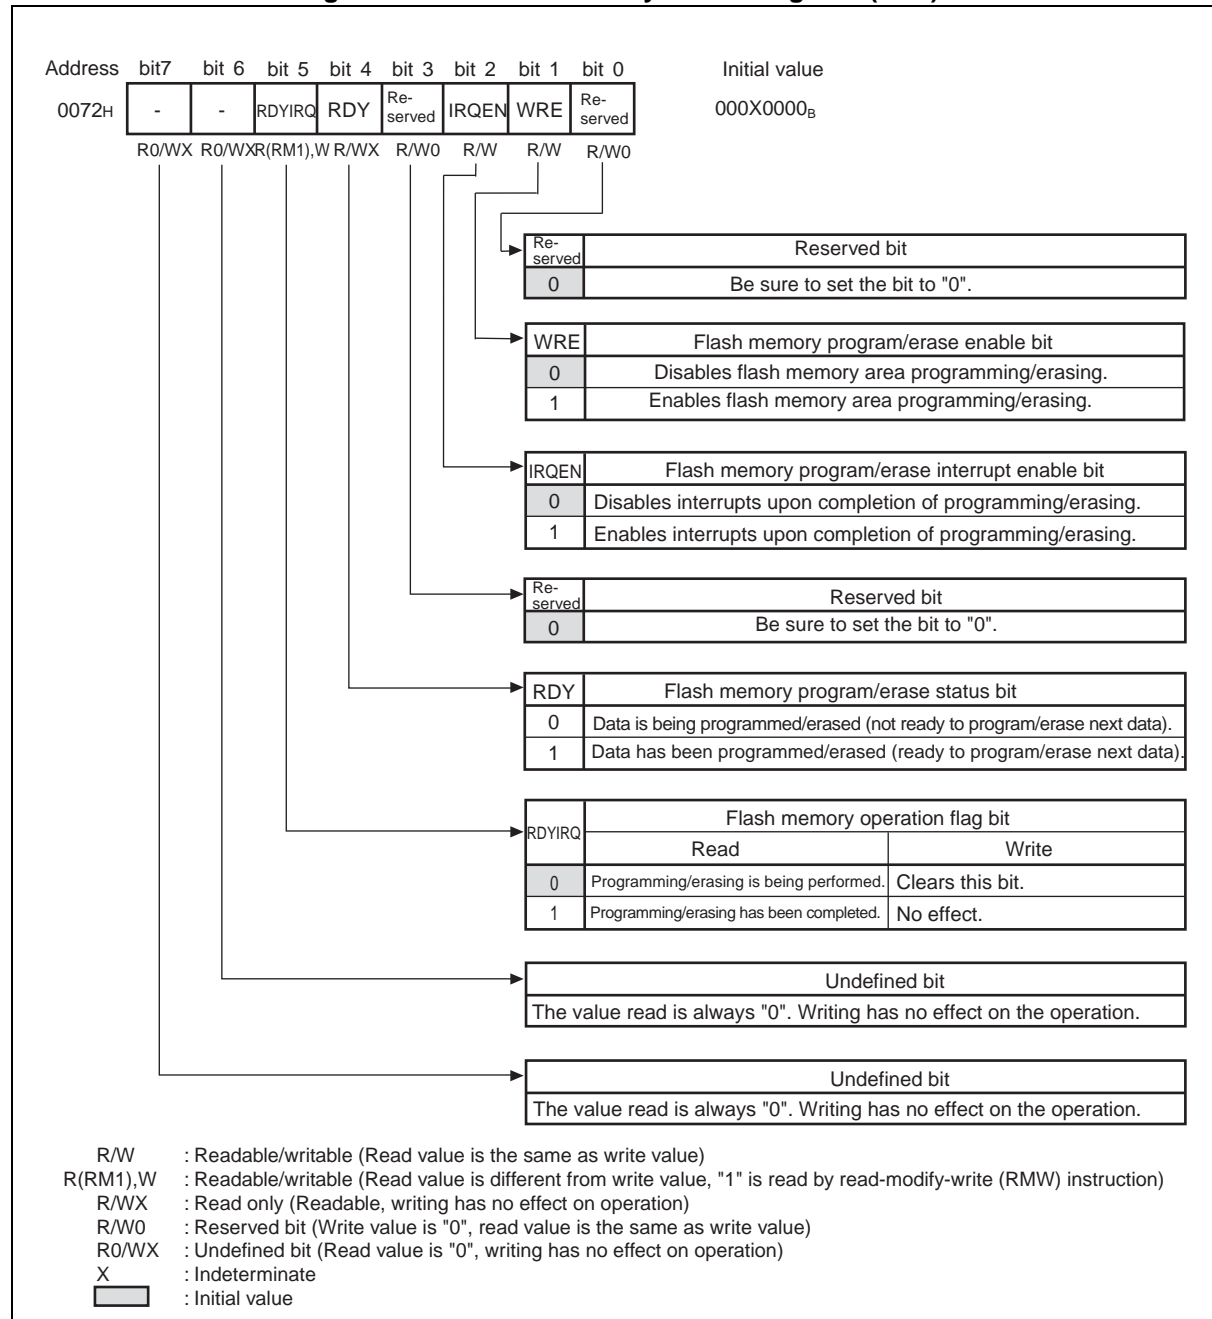 Address bit7 bit 6 bit 5 bit 4 bit 3 bit 2 bit 1 bit 0 Initial value
0072H - - RDYIRQ RDY Re-served IRQEN WRE Re-served 000X0000B
R0/WX R0/WX R(RM1),W R/WX R/W0 R/W R/W R/W0
Re-served Reserved bit
0 Be sure to set the bit to "0".
WRE Flash memory program/erase enable bit
0 Disables flash memory area programming/erasing.
1 Enables flash memory area programming/erasing.
IRQEN Flash memory program/erase interrupt enable bit
0 Disables interrupts upon completion of programming/erasing.
1 Enables interrupts upon completion of programming/erasing.
Re-served Reserved bit
0 Be sure to set the bit to "0".
RDY Flash memory program/erase status bit
0 Data is being programmed/erased (not ready to program/erase next data).
1 Data has been programmed/erased (ready to program/erase next data).
RDYIRQ Flash memory operation flag bit
Read Write
0 Programming/erasing is being performed. Clears this bit.
1 Programming/erasing has been completed. No effect.
Undefined bit
The value read is always "0". Writing has no effect on the operation.
Undefined bit
The value read is always "0". Writing has no effect on the operation.
R/W : Readable/writable (Read value is the same as write value)
R(RM1),W : Readable/writable (Read value is different from write value, "1" is read by read-modify-write (RMW) instruction)
R/WX : Read only (Readable, writing has no effect on operation)
R/W0 : Reserved bit (Write value is "0", read value is the same as write value)
R0/WX : Undefined bit (Read value is "0", writing has no effect on operation)
X : Indeterminate
: Initial value